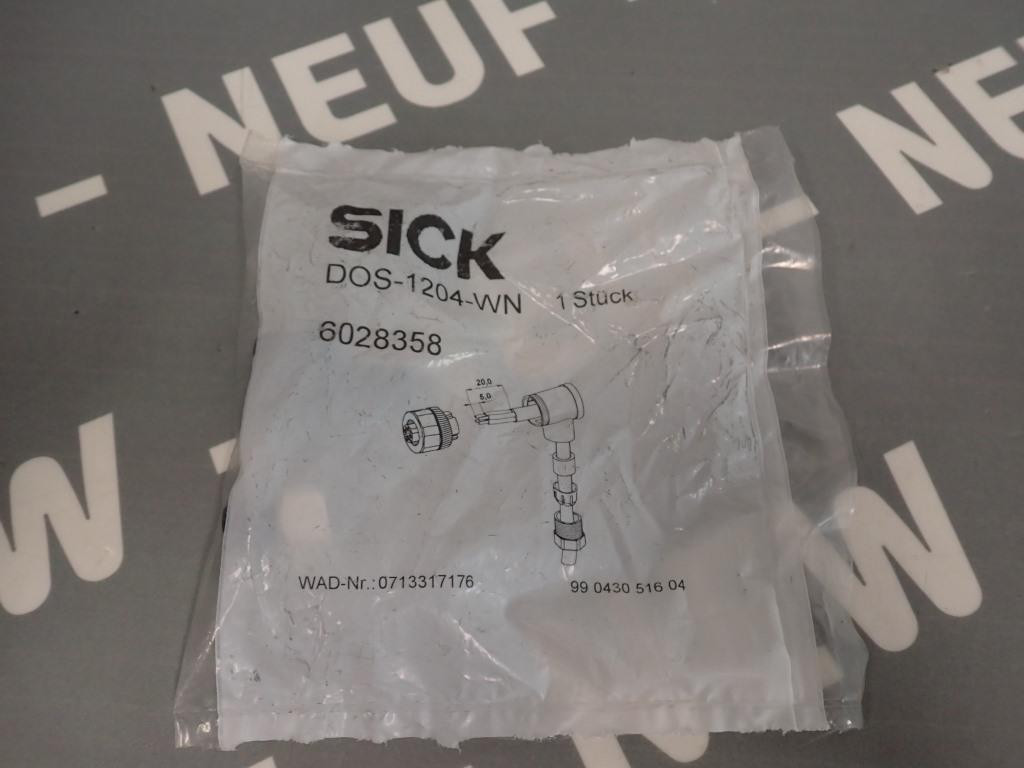 - NEUF -
NE
SICK
DOS-1204-WN 1 Stück
6028358
20,0
5,0
WAD-Nr.:0713317176 99 0430 516 04
W
W